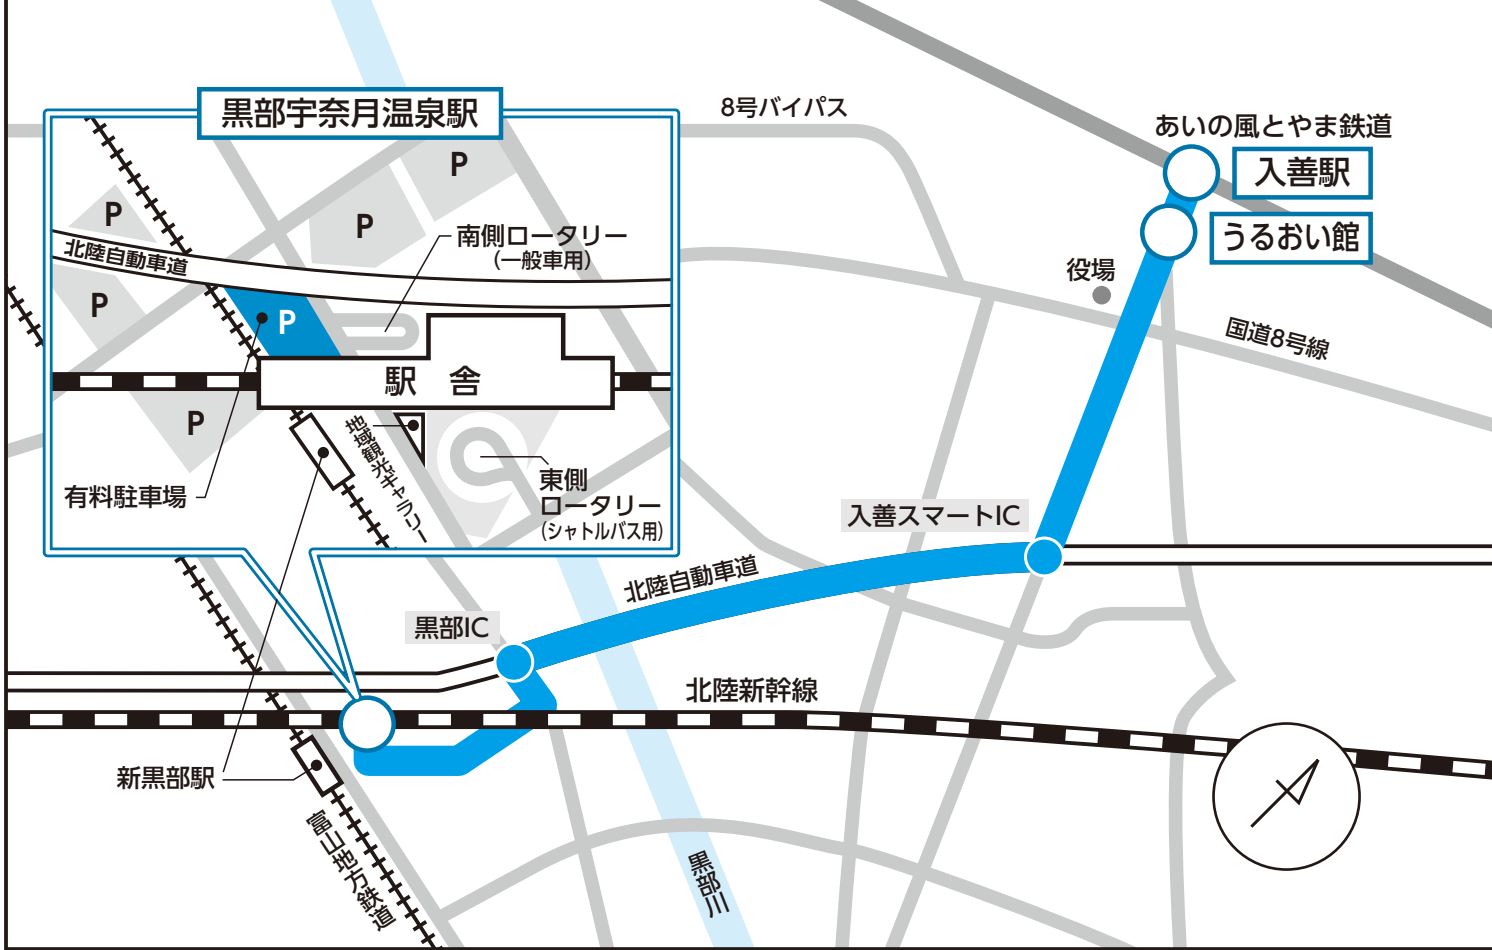 黒部宇奈月温泉駅
8号バイパス
あいの風とやま鉄道
入善駅
うるおい館
役場
国道8号線
P
P
P
P
P
P
北陸自動車道
南側ロータリー
(一般車用)
駅 舎
地域観光ギャラリー
有料駐車場
東側
ロータリー
(シャトルバス用)
入善スマートIC
北陸自動車道
黒部IC
北陸新幹線
新黒部駅
富山地方鉄道
黒部川